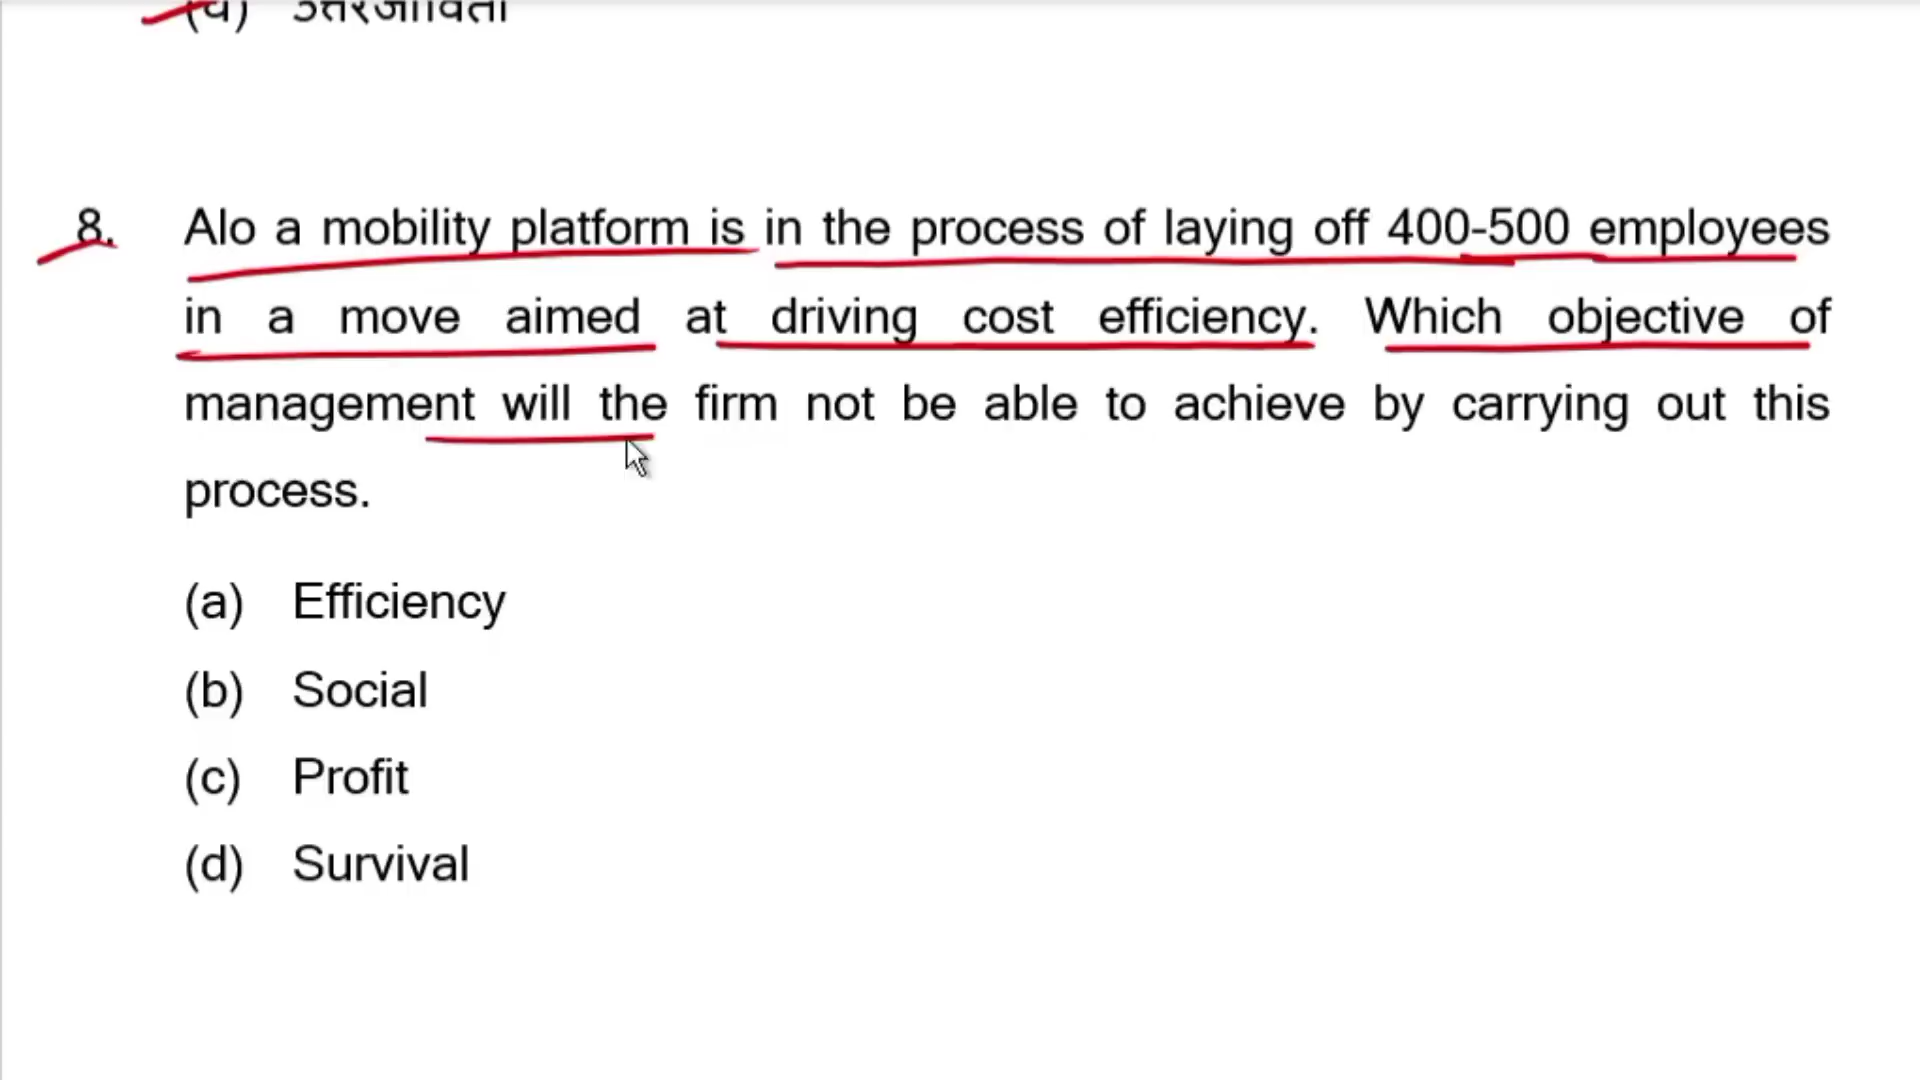 8. Alo a mobility platform is in the process of laying off 400-500 employees
in a move aimed at driving cost efficiency. Which objective of
management will the firm not be able to achieve by carrying out this
process.
(a) Efficiency
(b) Social
(c) Profit
(d) Survival